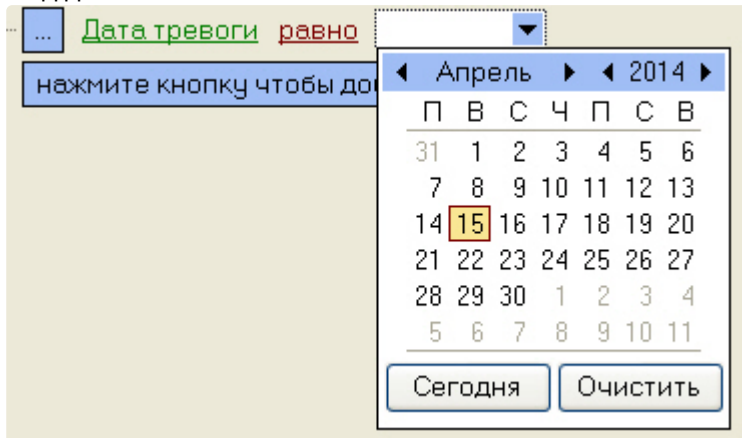 ... Дата тревоги равно
нажмите кнопку чтобы
Апрель 2014
П В С Ч П С В
31 1 2 3 4 5 6
7 8 9 10 11 12 13
14 15 16 17 18 19 20
21 22 23 24 25 26 27
28 29 30 1 2 3 4
5 6 7 8 9 10 11
Сегодня Очистить